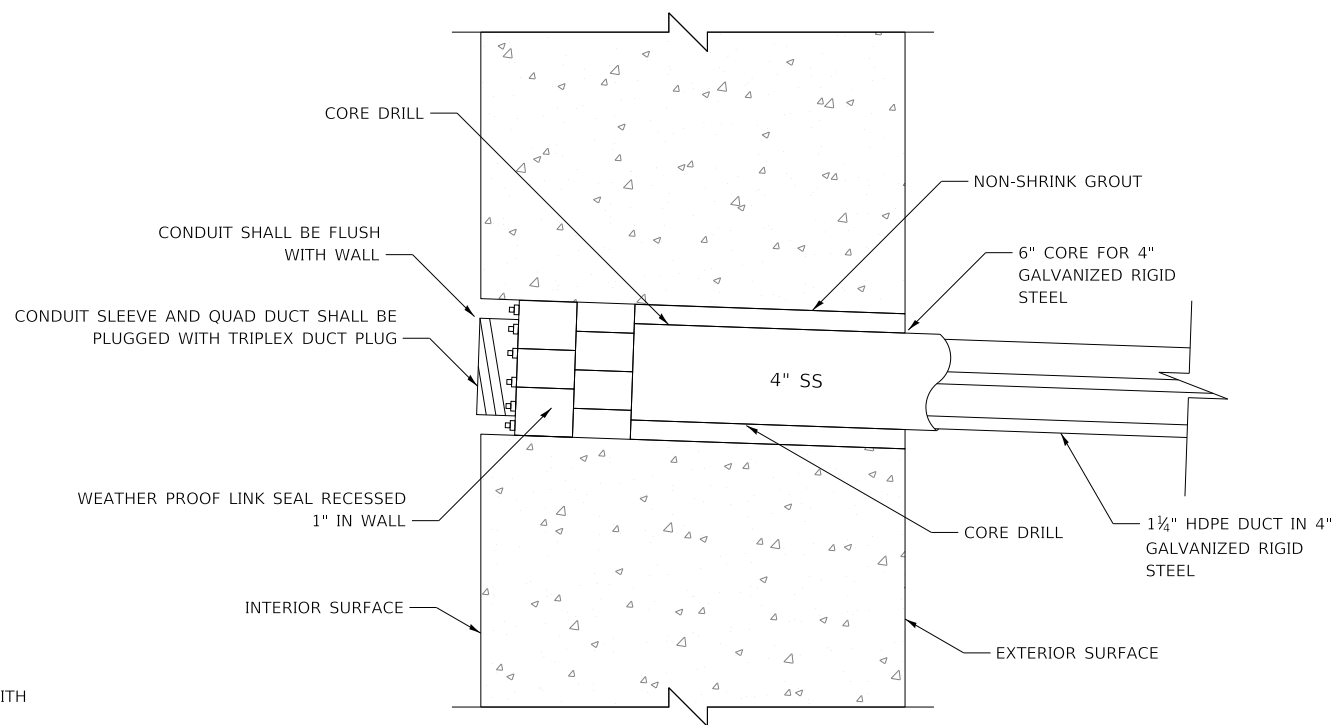 CORE DRILL
NON-SHRINK GROUT
CONDUIT SHALL BE FLUSH
WITH WALL
6" CORE FOR 4"
GALVANIZED RIGID
STEEL
CONDUIT SLEEVE AND QUAD DUCT SHALL BE
PLUGGED WITH TRIPLEX DUCT PLUG
4" SS
WEATHER PROOF LINK SEAL RECESSED
1" IN WALL
CORE DRILL
1¼" HDPE DUCT IN 4"
GALVANIZED RIGID
STEEL
INTERIOR SURFACE
EXTERIOR SURFACE
ITH